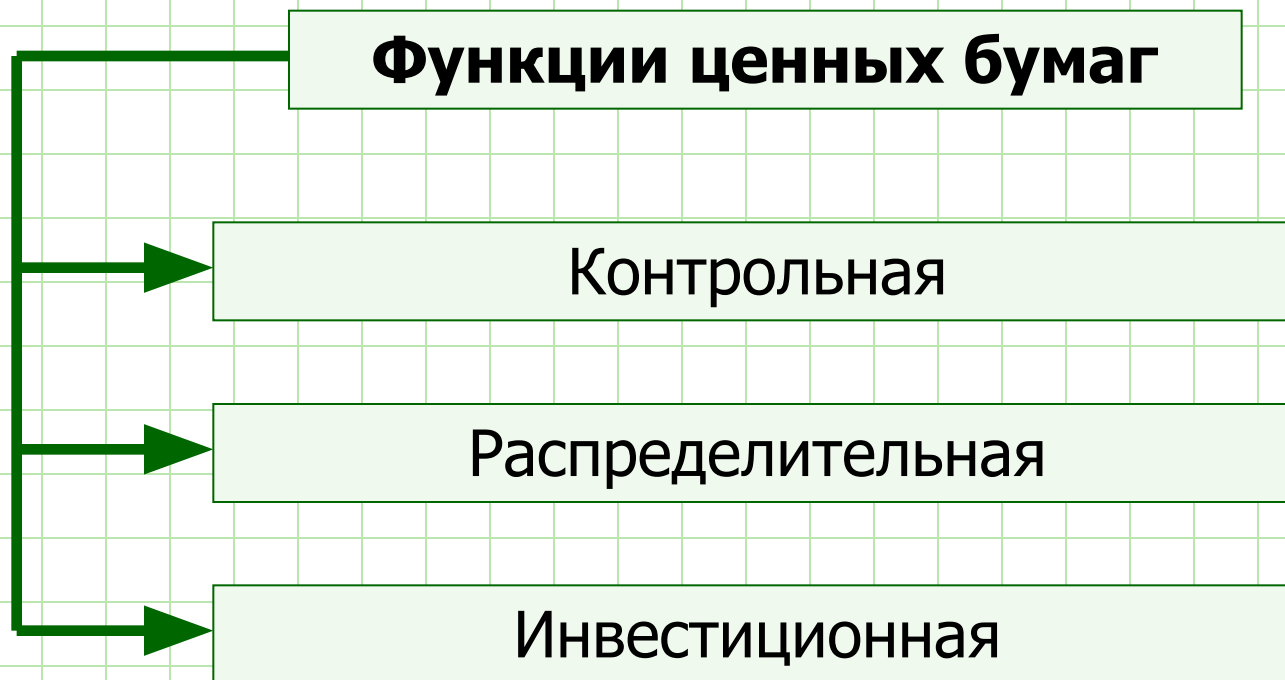 Функции ценных бумаг
Контрольная
Распределительная
Инвестиционная